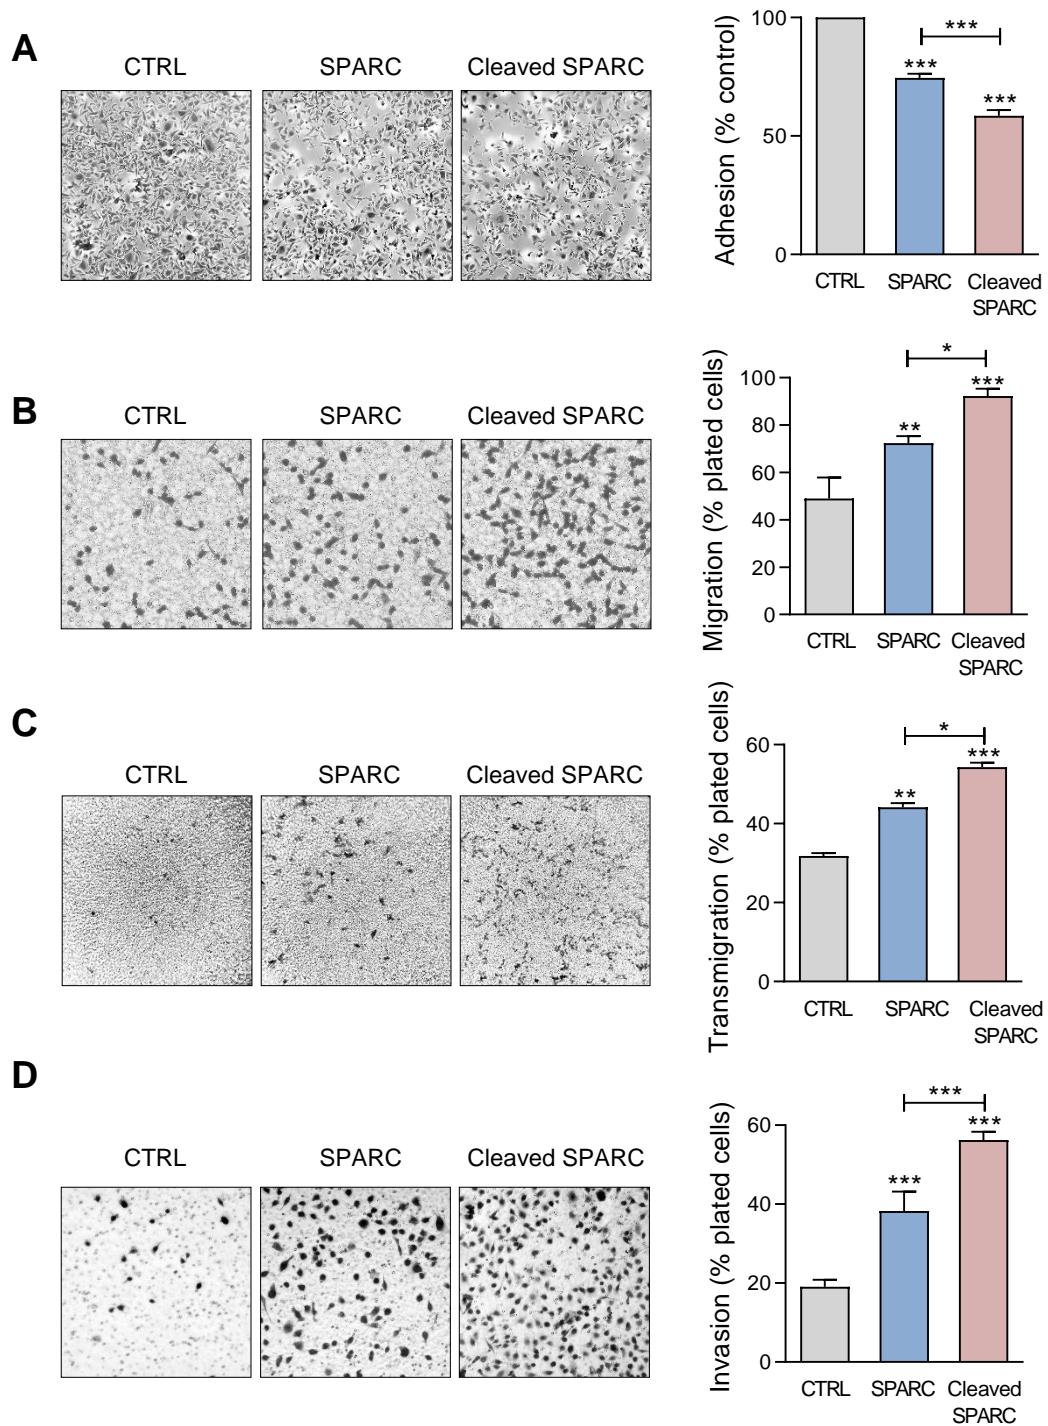 A
CTRL
SPARC
Cleaved SPARC
Adhesion (% control)
100
50
0
***
***
***
CTRL
SPARC
Cleaved
SPARC
B
CTRL
SPARC
Cleaved SPARC
Migration (% plated cells)
100
80
60
40
20
0
*
**
***
CTRL
SPARC
Cleaved
SPARC
C
CTRL
SPARC
Cleaved SPARC
Transmigration (% plated cells)
60
40
20
0
*
**
***
CTRL
SPARC
Cleaved
SPARC
D
CTRL
SPARC
Cleaved SPARC
Invasion (% plated cells)
60
40
20
0
***
***
***
CTRL
SPARC
Cleaved
SPARC